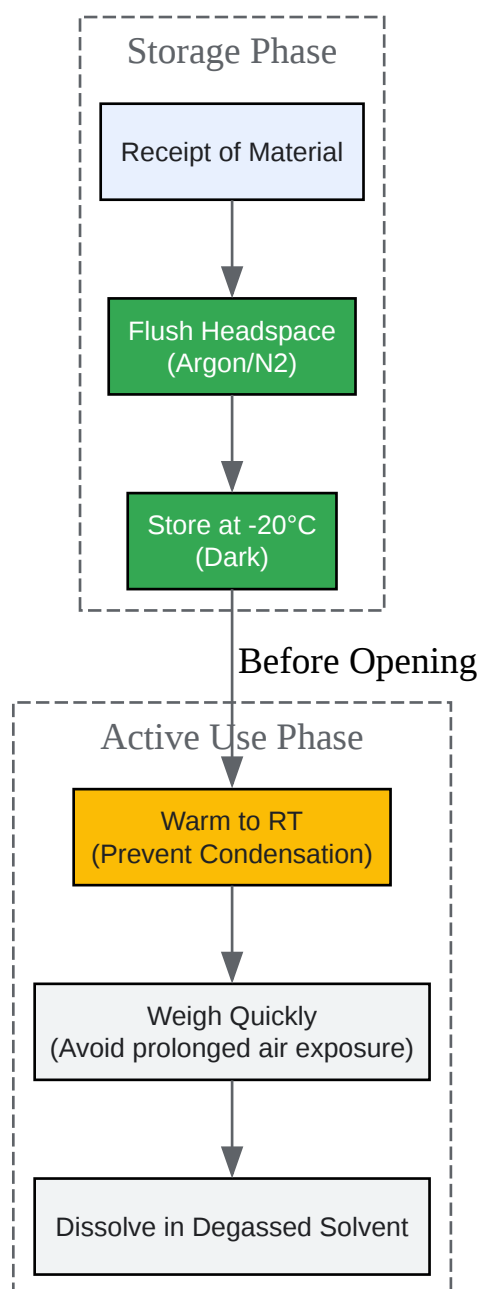 Storage Phase
Receipt of Material
Flush Headspace
(Argon/N2)
Store at -20°C
(Dark)
Before Opening
Active Use Phase
Warm to RT
(Prevent Condensation)
Weigh Quickly
(Avoid prolonged air exposure)
Dissolve in Degassed Solvent